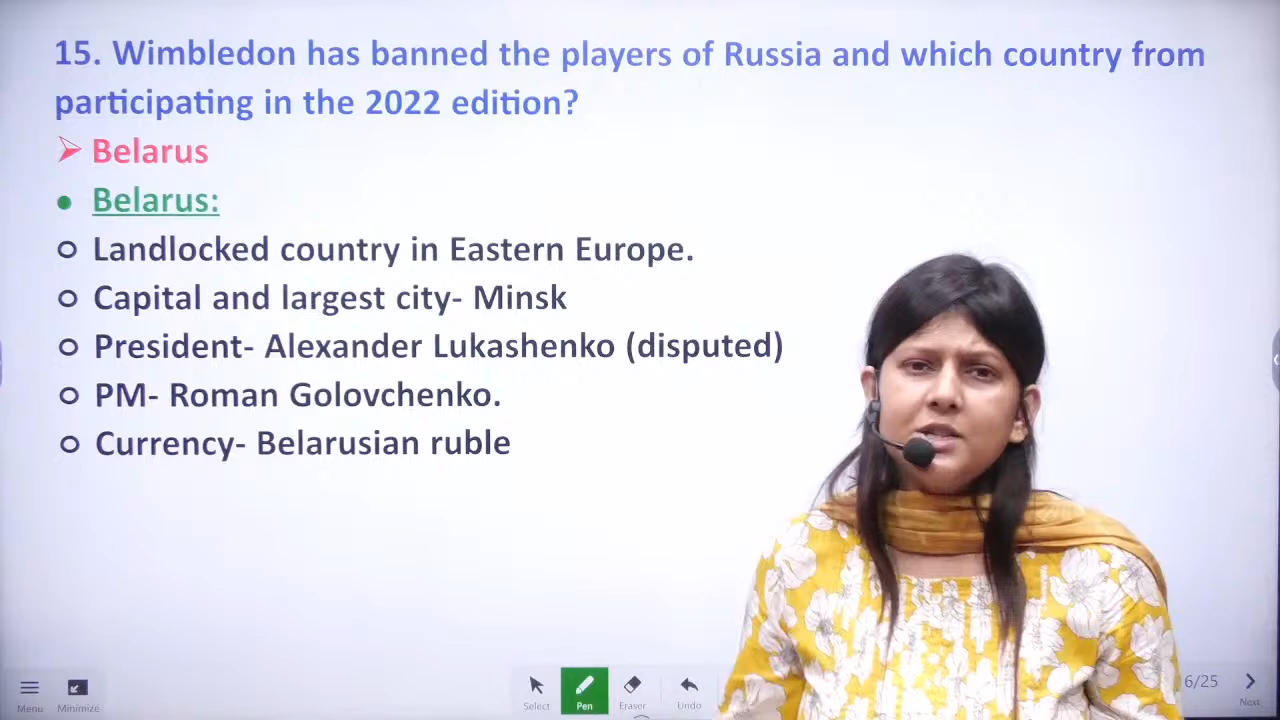 15. Wimbledon has banned the players of Russia and which country from
participating in the 2022 edition?
Belarus
Belarus:
Landlocked country in Eastern Europe.
Capital and largest city- Minsk
President- Alexander Lukashenko (disputed)
PM- Roman Golovchenko.
Currency- Belarusian ruble
Menu
Minimize
Select
Pen
Eraser
Undo
6/25
Next